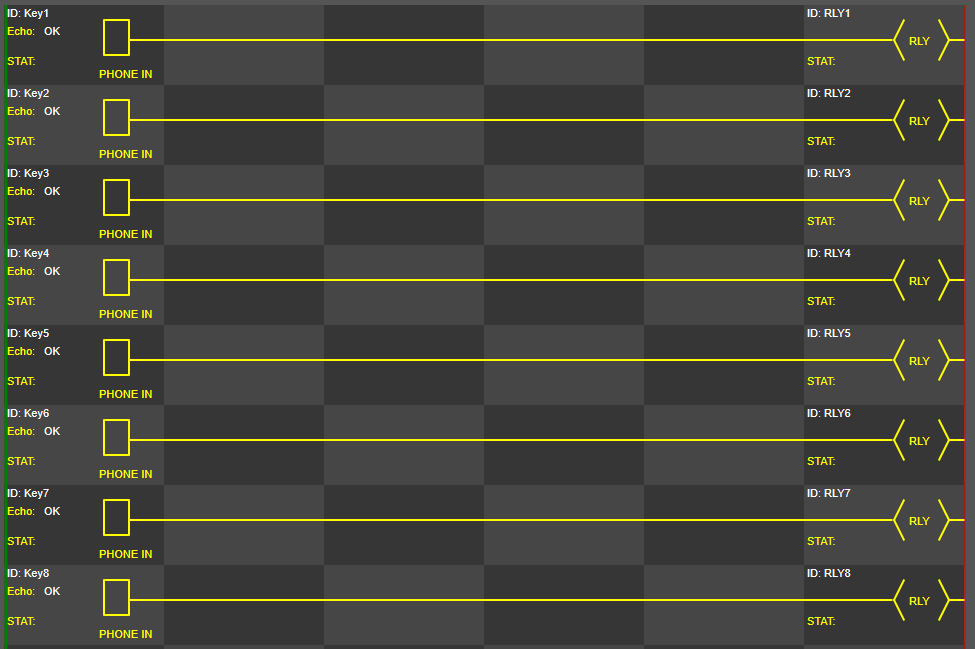 ID: Key1 ID: RLY1
Echo: OK
RLY
STAT: STAT:
PHONE IN
ID: Key2 ID: RLY2
Echo: OK
RLY
STAT: STAT:
PHONE IN
ID: Key3 ID: RLY3
Echo: OK
RLY
STAT: STAT:
PHONE IN
ID: Key4 ID: RLY4
Echo: OK
RLY
STAT: STAT:
PHONE IN
ID: Key5 ID: RLY5
Echo: OK
RLY
STAT: STAT:
PHONE IN
ID: Key6 ID: RLY6
Echo: OK
RLY
STAT: STAT:
PHONE IN
ID: Key7 ID: RLY7
Echo: OK
RLY
STAT: STAT:
PHONE IN
ID: Key8 ID: RLY8
Echo: OK
RLY
STAT: STAT:
PHONE IN